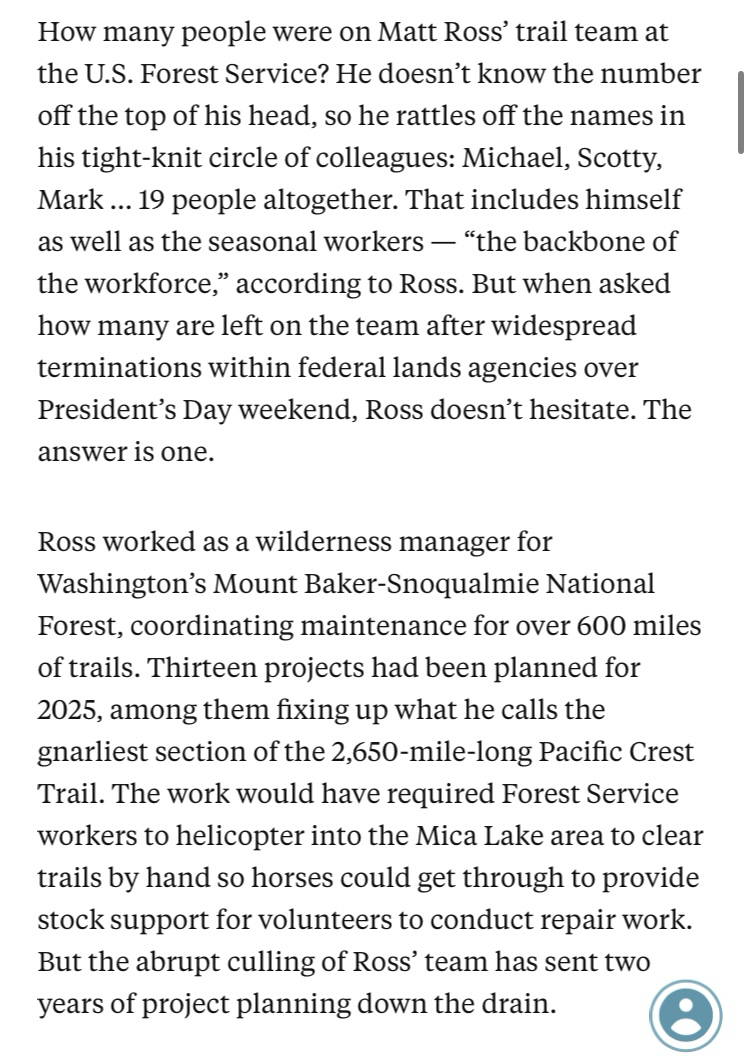 How many people were on Matt Ross’ trail team at
the U.S. Forest Service? He doesn’t know the number
off the top of his head, so he rattles off the names in
his tight-knit circle of colleagues: Michael, Scotty,
Mark ... 19 people altogether. That includes himself
as well as the seasonal workers — “the backbone of
the workforce,” according to Ross. But when asked
how many are left on the team after widespread
terminations within federal lands agencies over
President’s Day weekend, Ross doesn’t hesitate. The
answer is one.
Ross worked as a wilderness manager for
Washington’s Mount Baker-Snoqualmie National
Forest, coordinating maintenance for over 600 miles
of trails. Thirteen projects had been planned for
2025, among them fixing up what he calls the
gnarliest section of the 2,650-mile-long Pacific Crest
Trail. The work would have required Forest Service
workers to helicopter into the Mica Lake area to clear
trails by hand so horses could get through to provide
stock support for volunteers to conduct repair work.
But the abrupt culling of Ross’ team has sent two
years of project planning down the drain.